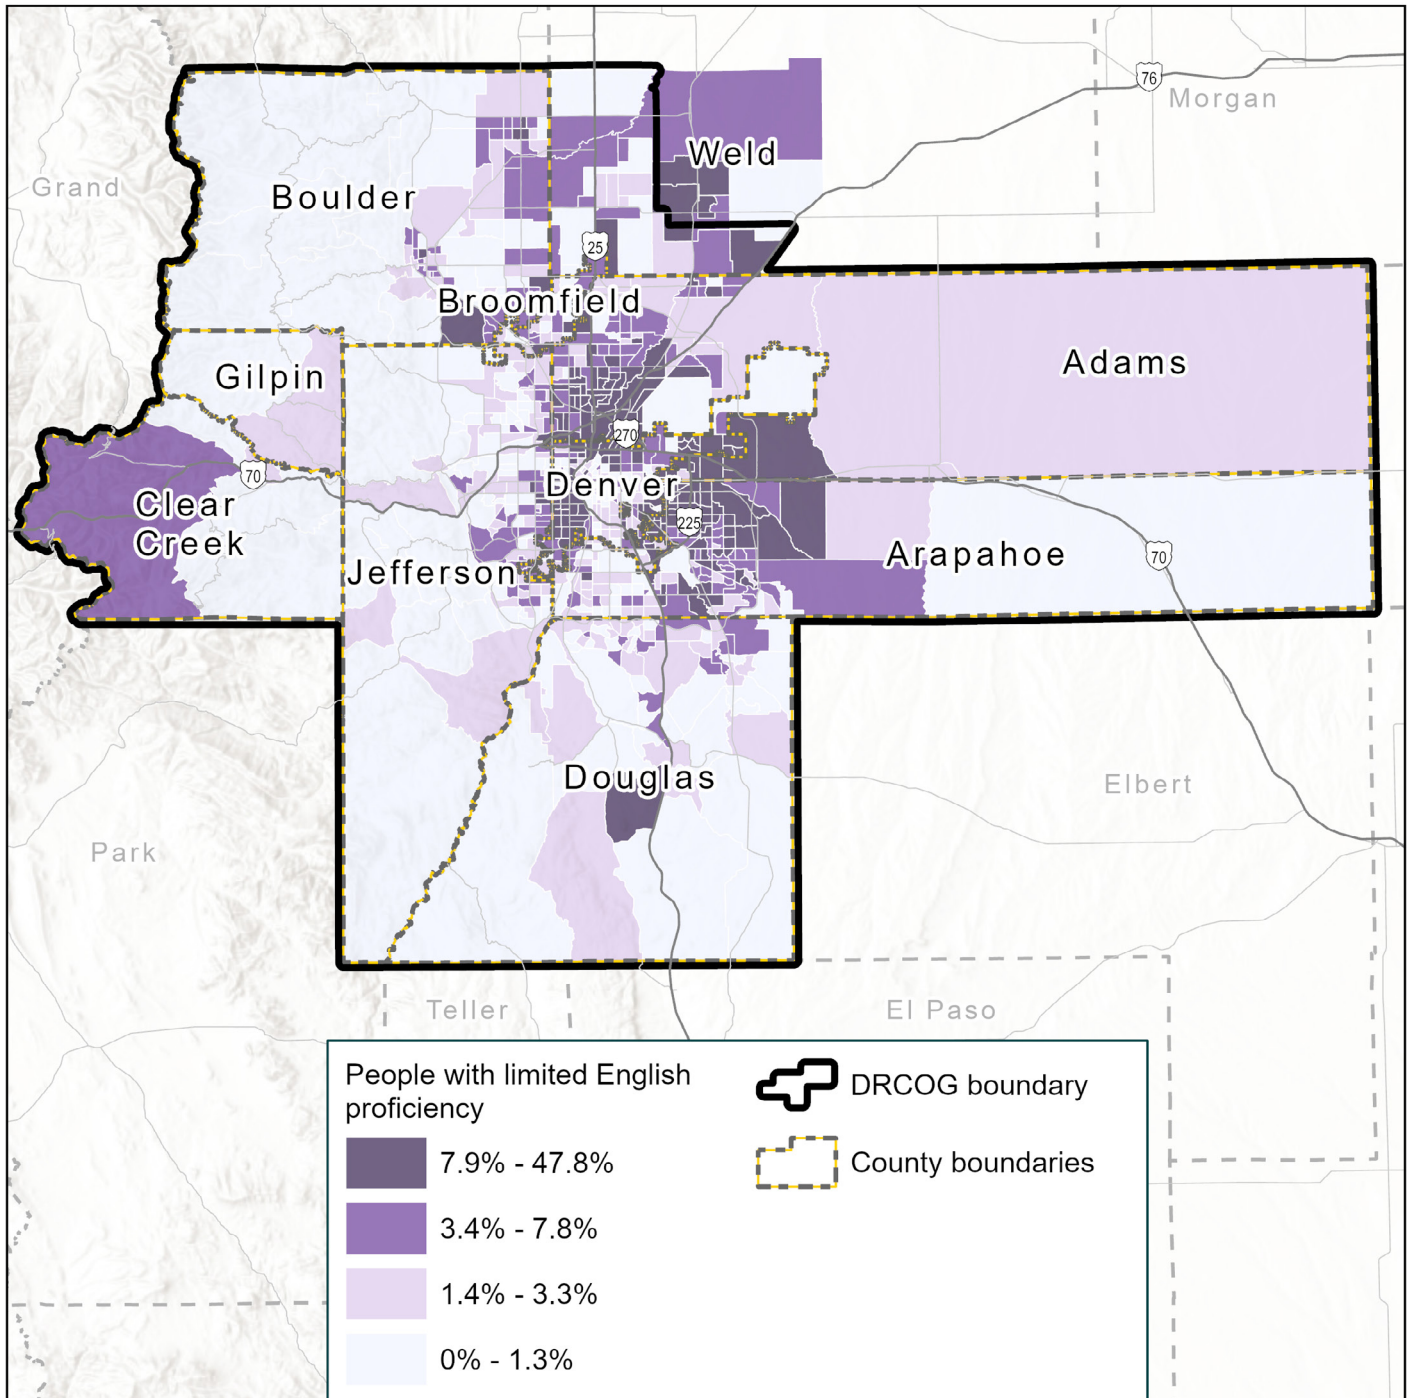 76
Morgan
Weld
Grand
Boulder
25
Broomfield
Adams
Gilpin
270
70
Denver
Clear
Creek
225
Arapahoe
70
Jefferson
Douglas
Elbert
Park
Teller
El Paso
People with limited English
proficiency
7.9% - 47.8%
3.4% - 7.8%
1.4% - 3.3%
0% - 1.3%
DRCOG boundary
County boundaries